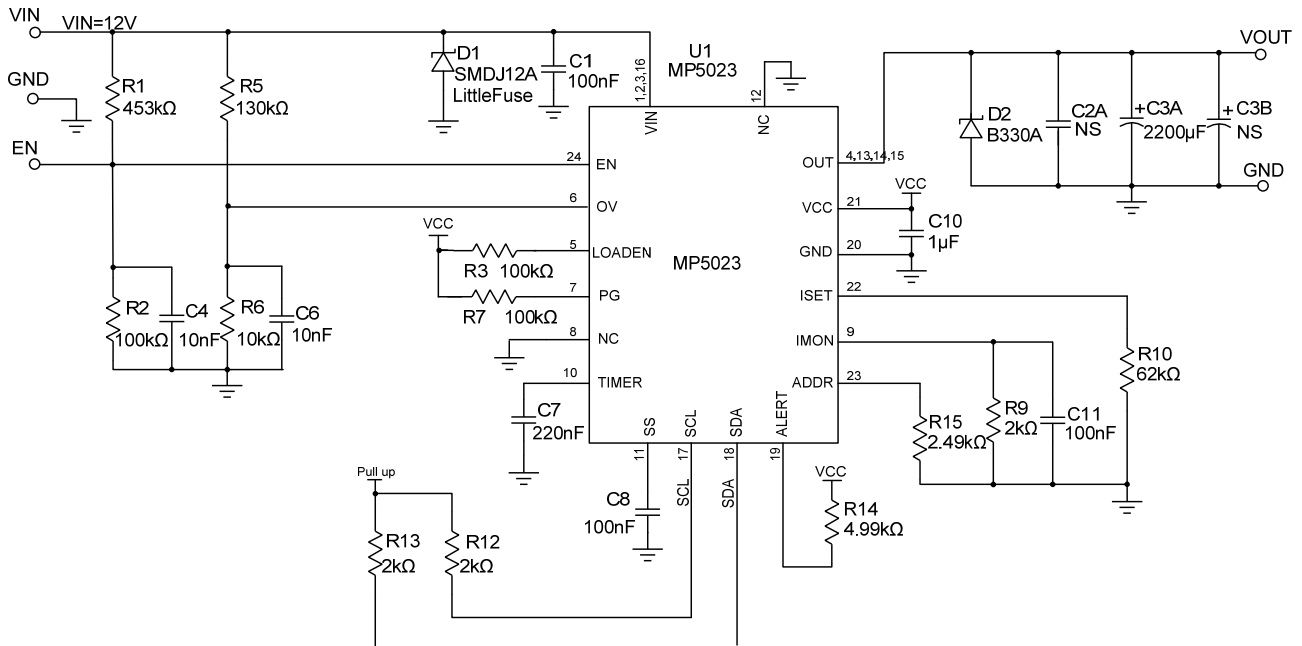 VIN
VIN=12V
GND
EN
R1
453kΩ
R5
130kΩ
D1
SMDJ12A
LittleFuse
C1
100nF
U1
MP5023
1,2,3,16
VIN
12
NC
VOUT
D2
B330A
C2A
NS
C3A
2200µF
C3B
NS
GND
24
EN
6
OV
5
LOADEN
7
PG
8
NC
10
TIMER
MP5023
OUT
4,13,14,15
VCC
21
GND
20
ISET
22
IMON
9
ADDR
23
VCC
C10
1µF
VCC
R3
100kΩ
R7
100kΩ
R2
100kΩ
C4
10nF
R6
10kΩ
C6
10nF
C7
220nF
SS
11
SCL
17
SCL
SDA
18
SDA
ALERT
19
C8
100nF
VCC
R14
4.99kΩ
R15
2.49kΩ
R9
2kΩ
C11
100nF
R10
62kΩ
Pull up
R13
2kΩ
R12
2kΩ